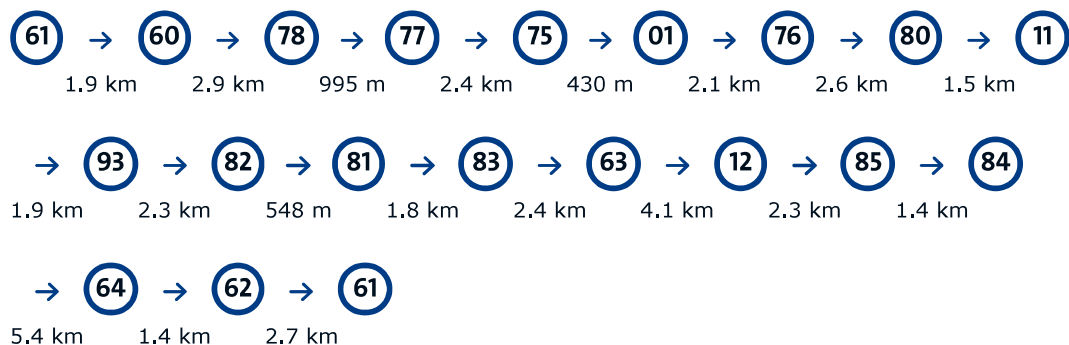 61 → 60 → 78 → 77 → 75 → 01 → 76 → 80 → 11
1.9 km 2.9 km 995 m 2.4 km 430 m 2.1 km 2.6 km 1.5 km
→ 93 → 82 → 81 → 83 → 63 → 12 → 85 → 84
1.9 km 2.3 km 548 m 1.8 km 2.4 km 4.1 km 2.3 km 1.4 km
→ 64 → 62 → 61
5.4 km 1.4 km 2.7 km